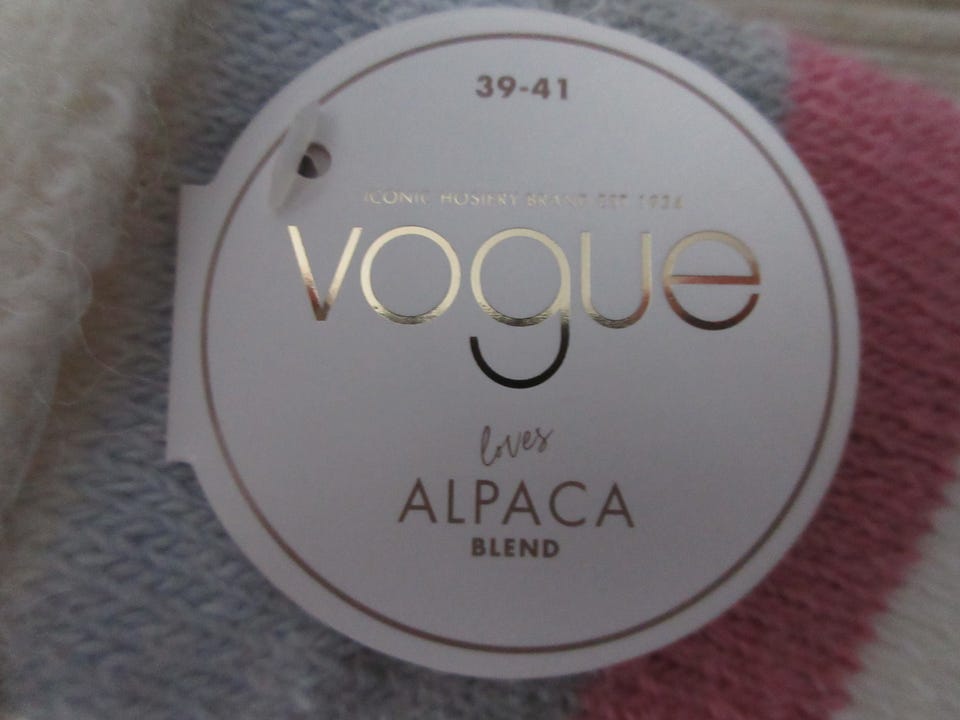 39-41
ICONIC HOSIERY BRAND EST 1934
vogue
loves
ALPACA
BLEND